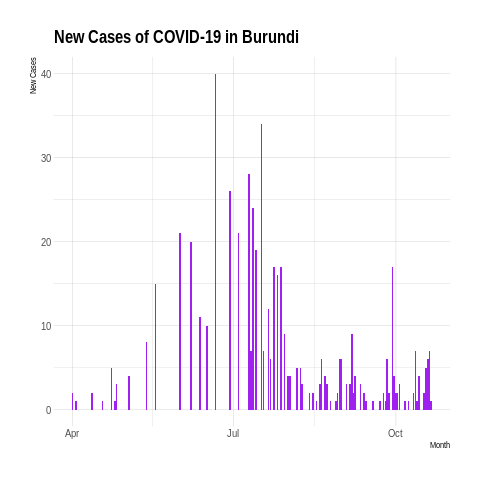 New Cases of COVID-19 in Burundi
New Cases
40
30
20
10
0
Apr
Jul
Oct
Month